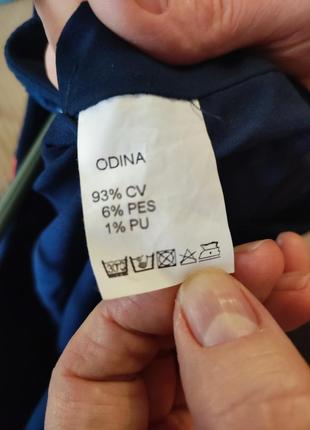 ODINA
93% CV
6% PES
1% PU